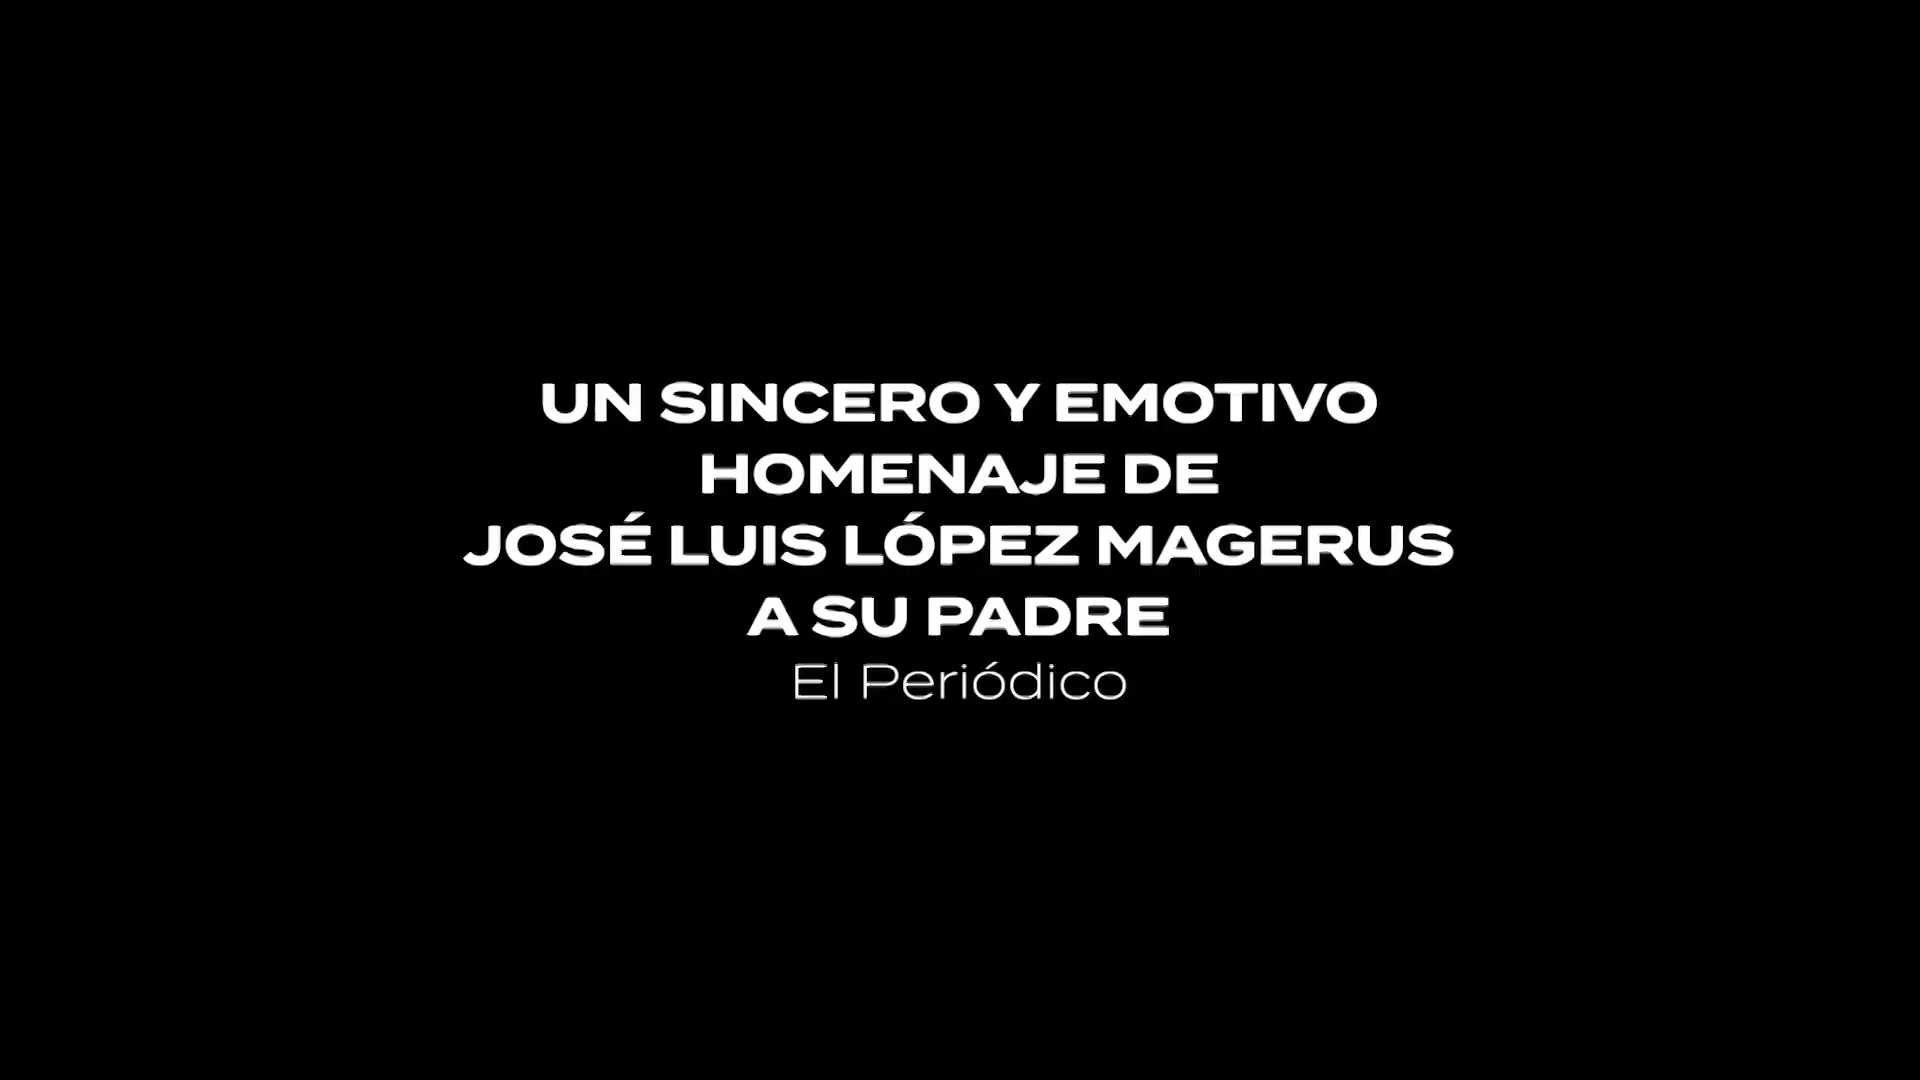 UN SINCERO Y EMOTIVO
HOMENAJE DE
JOSÉ LUIS LÓPEZ MAGERUS
A SU PADRE
El Periódico